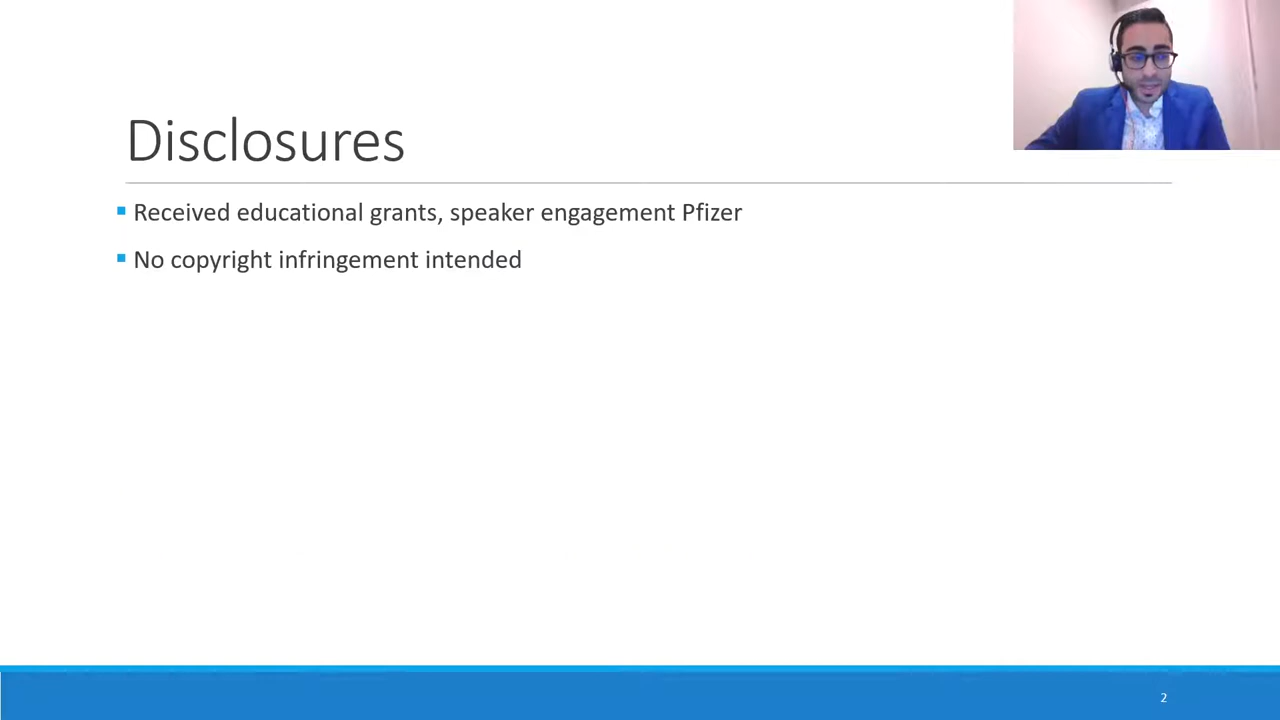 Disclosures
Received educational grants, speaker engagement Pfizer
No copyright infringement intended
2